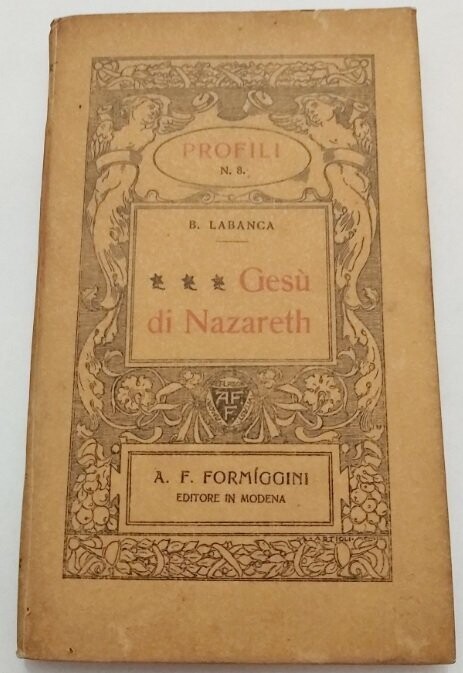 PROFILI
N. 8.
B. LABANCA
Gesù
di Nazareth
A. F.
F
A. F. FORMÍGGINI
EDITORE IN MODENA